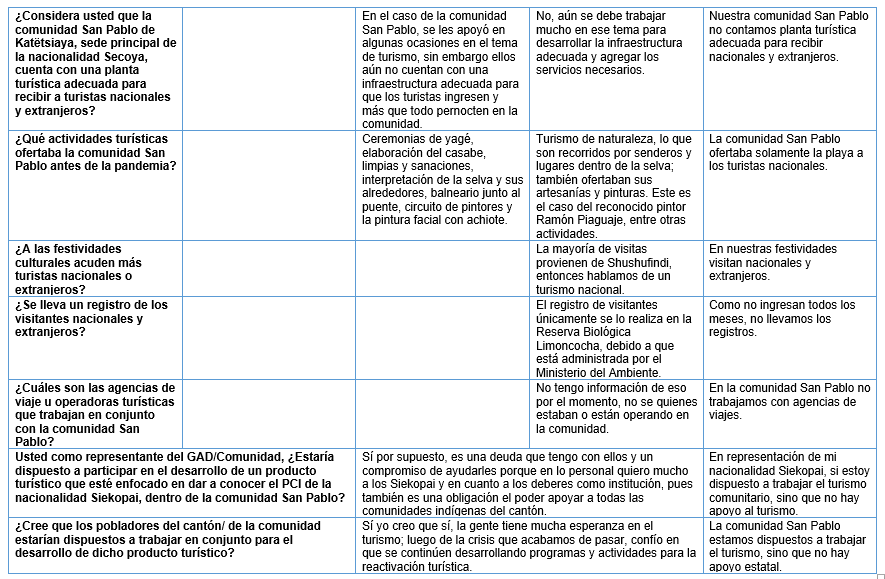 ¿Considera usted que la
comunidad San Pablo de
Katëtsiaya, sede principal de
la nacionalidad Secoya,
cuenta con una planta
turística adecuada para
recibir a turistas nacionales
y extranjeros?
En el caso de la comunidad
San Pablo, se les apoyó en
algunas ocasiones en el tema
de turismo, sin embargo ellos
aún no cuentan con una
infraestructura adecuada para
que los turistas ingresen y
más que todo pernocten en la
comunidad.
No, aún se debe trabajar
mucho en ese tema para
desarrollar la infraestructura
adecuada y agregar los
servicios necesarios.
Nuestra comunidad San Pablo
no contamos planta turística
adecuada para recibir
nacionales y extranjeros.
¿Qué actividades turísticas
ofertaba la comunidad San
Pablo antes de la pandemia?
Ceremonias de yagé,
elaboración del casabe,
limpias y sanaciones,
interpretación de la selva y sus
alrededores, balneario junto al
puente, circuito de pintores y
la pintura facial con achiote.
Turismo de naturaleza, lo que
son recorridos por senderos y
lugares dentro de la selva;
también ofertaban sus
artesanías y pinturas. Este es
el caso del reconocido pintor
Ramón Piaguaje, entre otras
actividades.
La comunidad San Pablo
ofertaba solamente la playa a
los turistas nacionales.
¿A las festividades
culturales acuden más
turistas nacionales o
extranjeros?
La mayoría de visitas
provienen de Shushufindi,
entonces hablamos de un
turismo nacional.
En nuestras festividades
visitan nacionales y
extranjeros.
¿Se lleva un registro de los
visitantes nacionales y
extranjeros?
El registro de visitantes
únicamente se lo realiza en la
Reserva Biológica
Limoncocha, debido a que
está administrada por el
Ministerio del Ambiente.
Como no ingresan todos los
meses, no llevamos los
registros.
¿Cuáles son las agencias de
viaje u operadoras turísticas
que trabajan en conjunto
con la comunidad San
Pablo?
No tengo información de eso
por el momento, no se quienes
estaban o están operando en
la comunidad.
En la comunidad San Pablo no
trabajamos con agencias de
viajes.
Usted como representante del GAD/Comunidad, ¿Estaría
dispuesto a participar en el desarrollo de un producto
turístico que esté enfocado en dar a conocer el PCI de la
nacionalidad Siekopai, dentro de la comunidad San Pablo?
Sí por supuesto, es una deuda que tengo con ellos y un
compromiso de ayudarles porque en lo personal quiero mucho
a los Siekopai y en cuanto a los deberes como institución, pues
también es una obligación el poder apoyar a todas las
comunidades indígenas del cantón.
En representación de mi
nacionalidad Siekopai, si estoy
dispuesto a trabajar el turismo
comunitario, sino que no hay
apoyo al turismo.
¿Cree que los pobladores del cantón/ de la comunidad
estarían dispuestos a trabajar en conjunto para el
desarrollo de dicho producto turístico?
Sí yo creo que sí, la gente tiene mucha esperanza en el
turismo; luego de la crisis que acabamos de pasar, confío en
que se continúen desarrollando programas y actividades para la
reactivación turística.
La comunidad San Pablo
estamos dispuestos a trabajar
el turismo, sino que no hay
apoyo estatal.